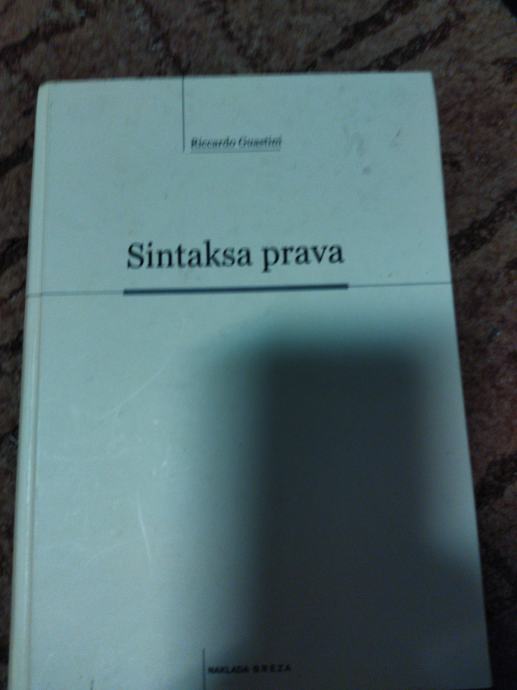 Riccardo Guastini
Sintaksa prava
NAKLADA BREZA